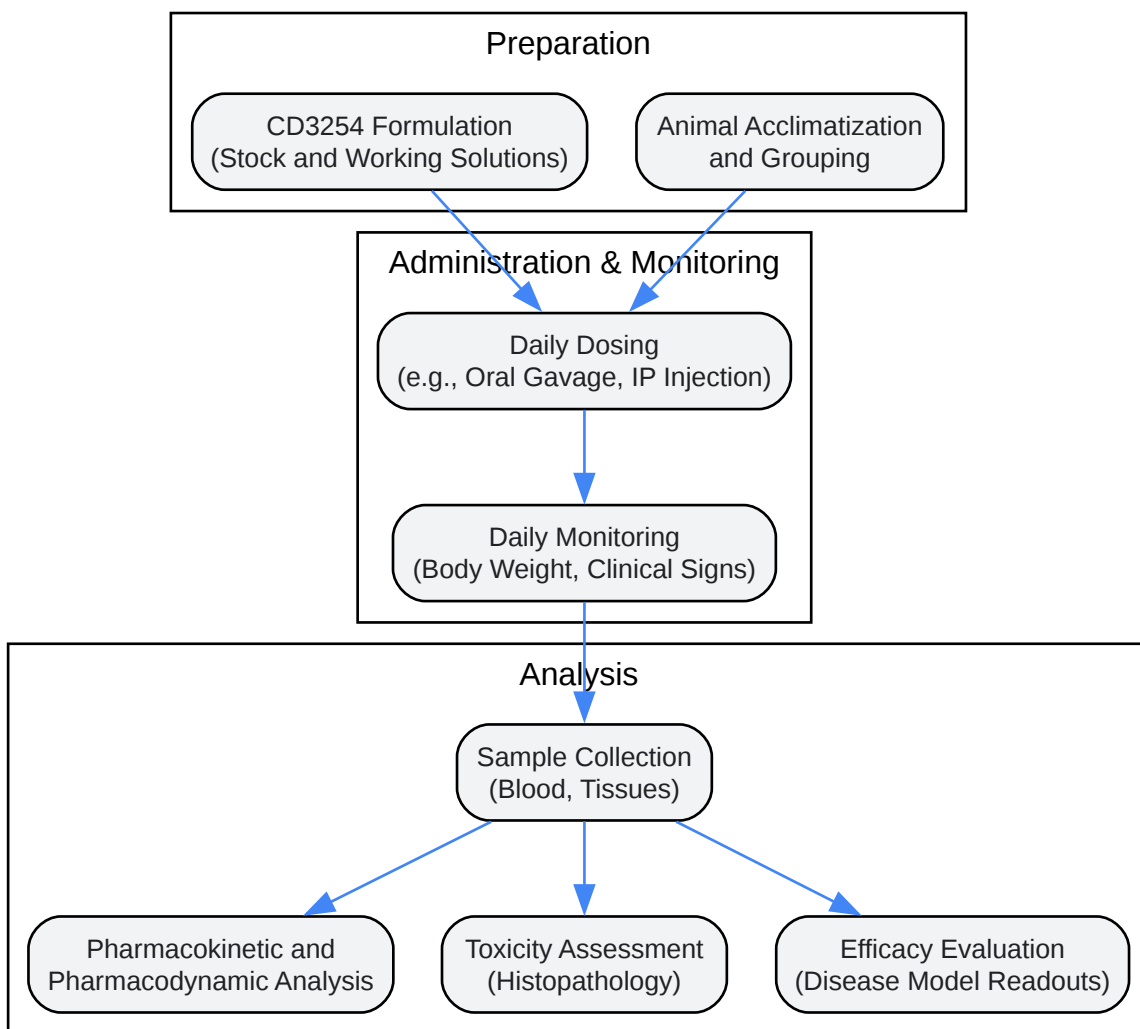 Preparation
CD3254 Formulation
(Stock and Working Solutions)
Animal Acclimatization
and Grouping
Administration & Monitoring
Daily Dosing
(e.g., Oral Gavage, IP Injection)
Daily Monitoring
(Body Weight, Clinical Signs)
Analysis
Sample Collection
(Blood, Tissues)
Pharmacokinetic and
Pharmacodynamic Analysis
Toxicity Assessment
(Histopathology)
Efficacy Evaluation
(Disease Model Readouts)